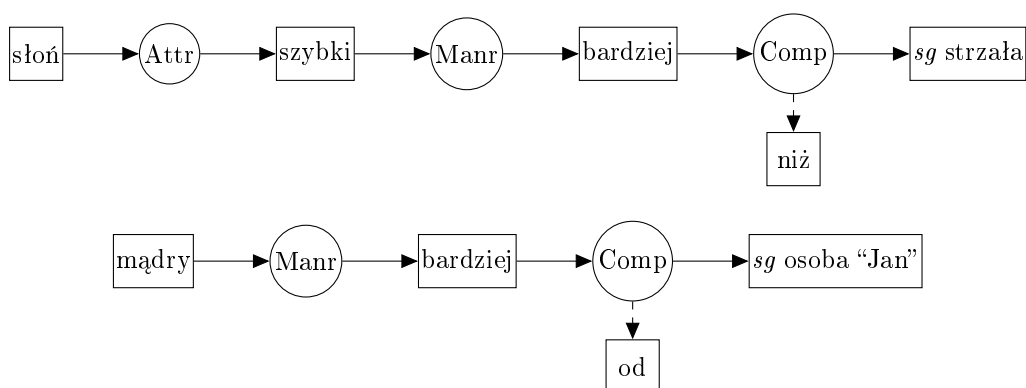 słoń Attr szybki Manr bardziej Comp sg strzała
niż
mądry Manr bardziej Comp sg osoba “Jan”
od